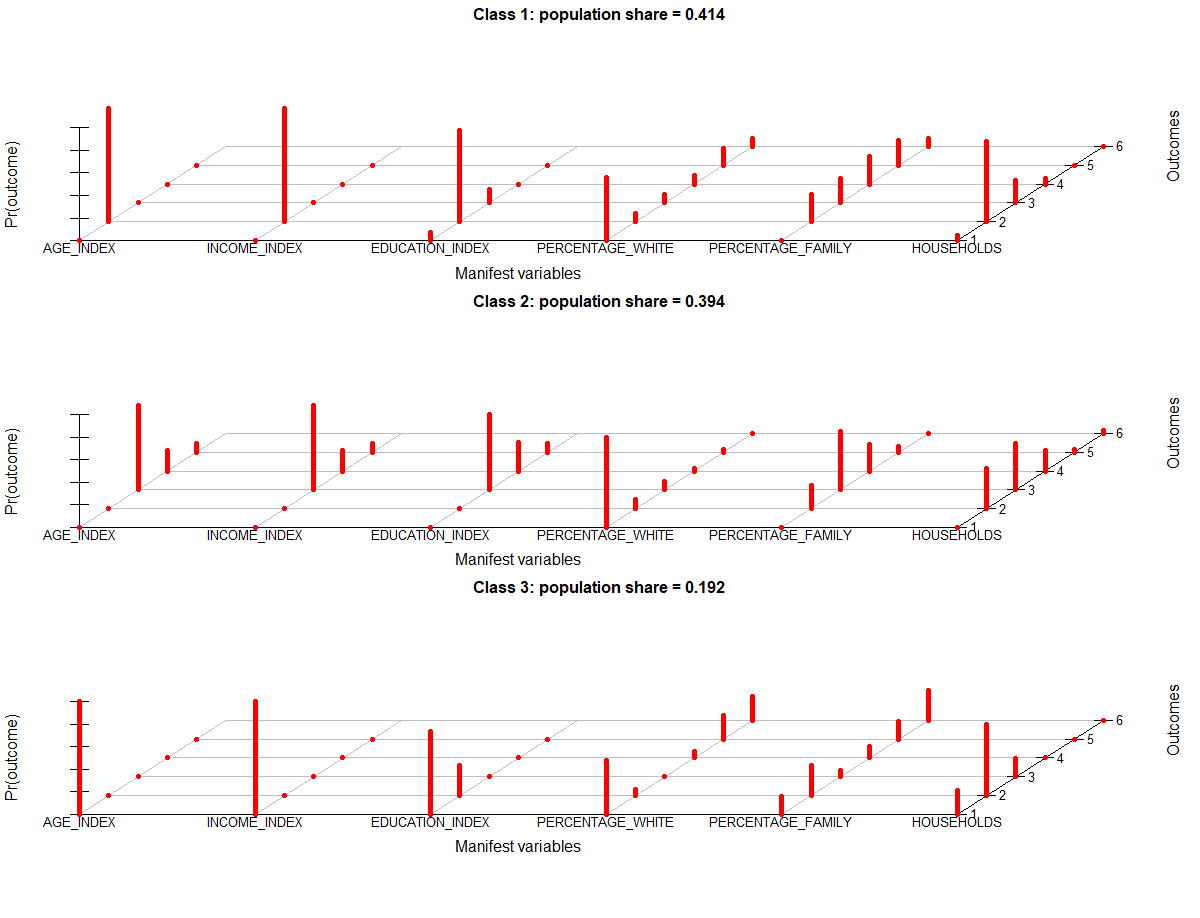 Class 1: population share = 0.414
Pr(outcome)
Outcomes
6
5
4
3
2
1
AGE_INDEX INCOME_INDEX EDUCATION_INDEX PERCENTAGE_WHITE PERCENTAGE_FAMILY HOUSEHOLDS
Manifest variables
Class 2: population share = 0.394
Pr(outcome)
Outcomes
6
5
4
3
2
1
AGE_INDEX INCOME_INDEX EDUCATION_INDEX PERCENTAGE_WHITE PERCENTAGE_FAMILY HOUSEHOLDS
Manifest variables
Class 3: population share = 0.192
Pr(outcome)
Outcomes
6
5
4
3
2
1
AGE_INDEX INCOME_INDEX EDUCATION_INDEX PERCENTAGE_WHITE PERCENTAGE_FAMILY HOUSEHOLDS
Manifest variables